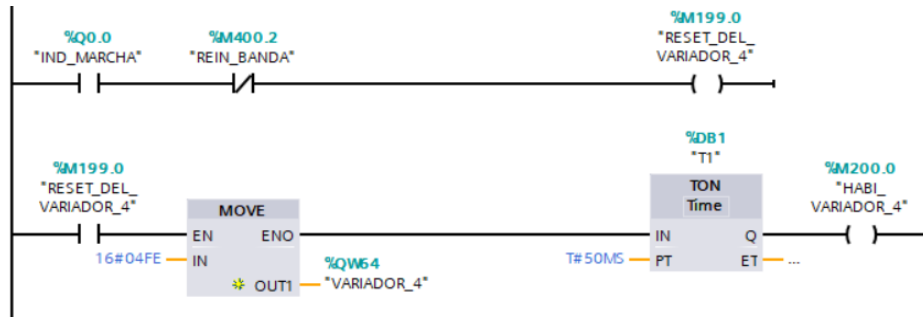 %Q0.0
"IND_MARCHA"
%M400.2
"REIN_BANDA"
%M199.0
"RESET_DEL_
VARIADOR_4"
%M199.0
"RESET_DEL_
VARIADOR_4"
MOVE
EN
ENO
16#04FE
IN
OUT1
%QW64
"VARIADOR_4"
%DB1
"T1"
TON
Time
IN
Q
T#50MS
PT
ET
...
%M200.0
"HABI_
VARIADOR_4"